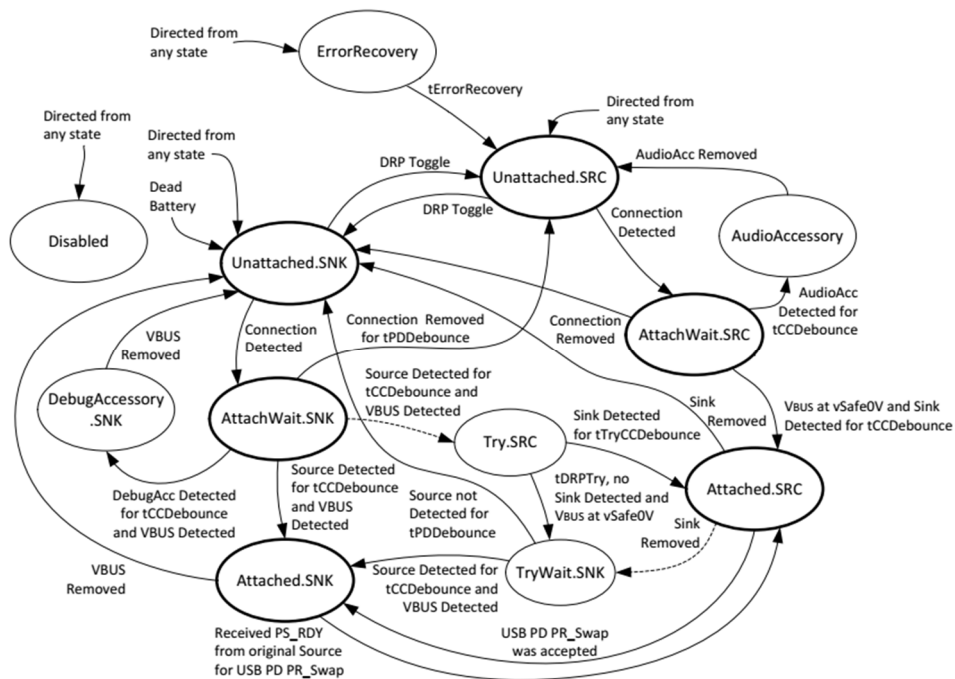 Directed from
any state
ErrorRecovery
tErrorRecovery
Directed from
any state
Directed from
any state
Directed from
any state
AudioAcc Removed
DRP Toggle
Unattached.SRC
Dead
Battery
DRP Toggle
Connection
Detected
Disabled
Unattached.SNK
AudioAccessory
VBUS
Removed
Connection
Detected
Connection Removed
for tPDDebounce
Connection
Removed
AttachWait.SRC
AudioAcc
Detected for
tCCDebounce
Source Detected for
tCCDebounce and
VBUS Detected
DebugAccessory
.SNK
AttachWait.SNK
Try.SRC
Sink Detected
for tTryCCDebounce
Sink
Removed
VBUS at vSafe0V and Sink
Detected for tCCDebounce
DebugAcc Detected
for tCCDebounce
and VBUS Detected
Source Detected
for tCCDebounce
and VBUS
Detected
Source not
Detected for
tPDDebounce
tDRPTry, no
Sink Detected and
VBUS at vSafe0V
Attached.SRC
Sink
Removed
VBUS
Removed
Attached.SNK
Source Detected for
tCCDebounce and
VBUS Detected
TryWait.SNK
Received PS_RDY
from original Source
for USB PD PR_Swap
USB PD PR_Swap
was accepted